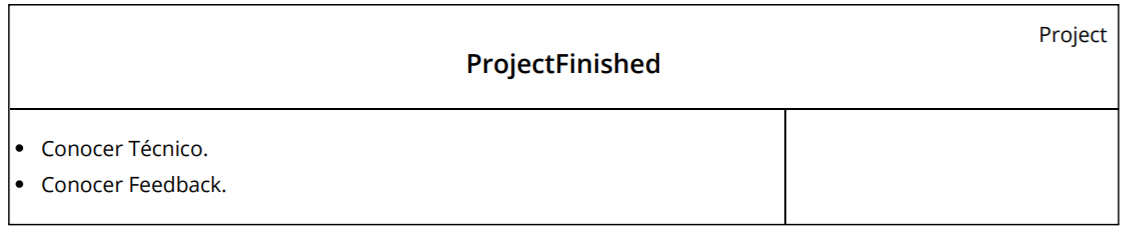 Project
ProjectFinished
Conocer Técnico.
Conocer Feedback.